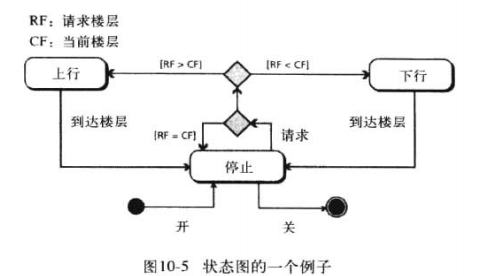 RF：请求楼层
CF：当前楼层
上行
[RF > CF]
[RF < CF]
下行
到达楼层
[RF = CF]
请求
到达楼层
停止
开
关
图10-5 状态图的一个例子